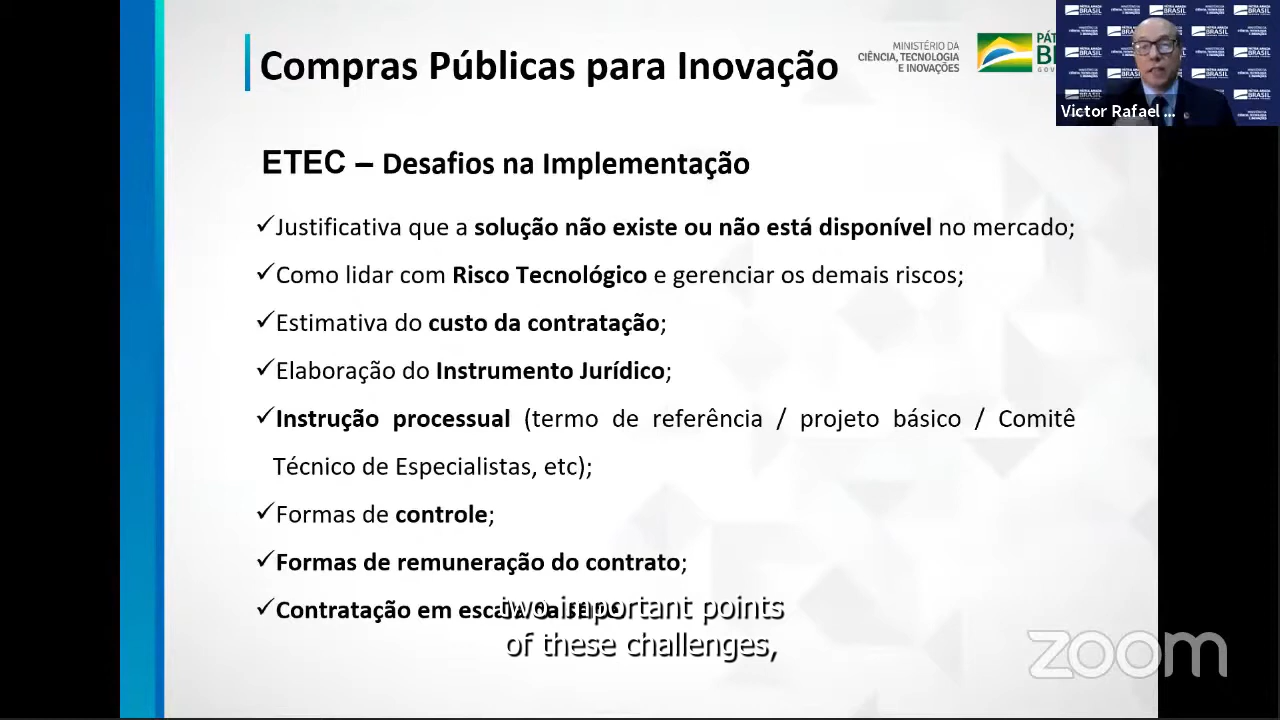 Compras Públicas para Inovação
MINISTÉRIO DA
CIÊNCIA, TECNOLOGIA
E INOVAÇÕES
Victor Rafael ...
ETEC – Desafios na Implementação
✓Justificativa que a solução não existe ou não está disponível no mercado;
✓Como lidar com Risco Tecnológico e gerenciar os demais riscos;
✓Estimativa do custo da contratação;
✓Elaboração do Instrumento Jurídico;
✓Instrução processual (termo de referência / projeto básico / Comitê
Técnico de Especialistas, etc);
✓Formas de controle;
✓Formas de remuneração do contrato;
✓Contratação em
two important points
of these challenges,
zoom